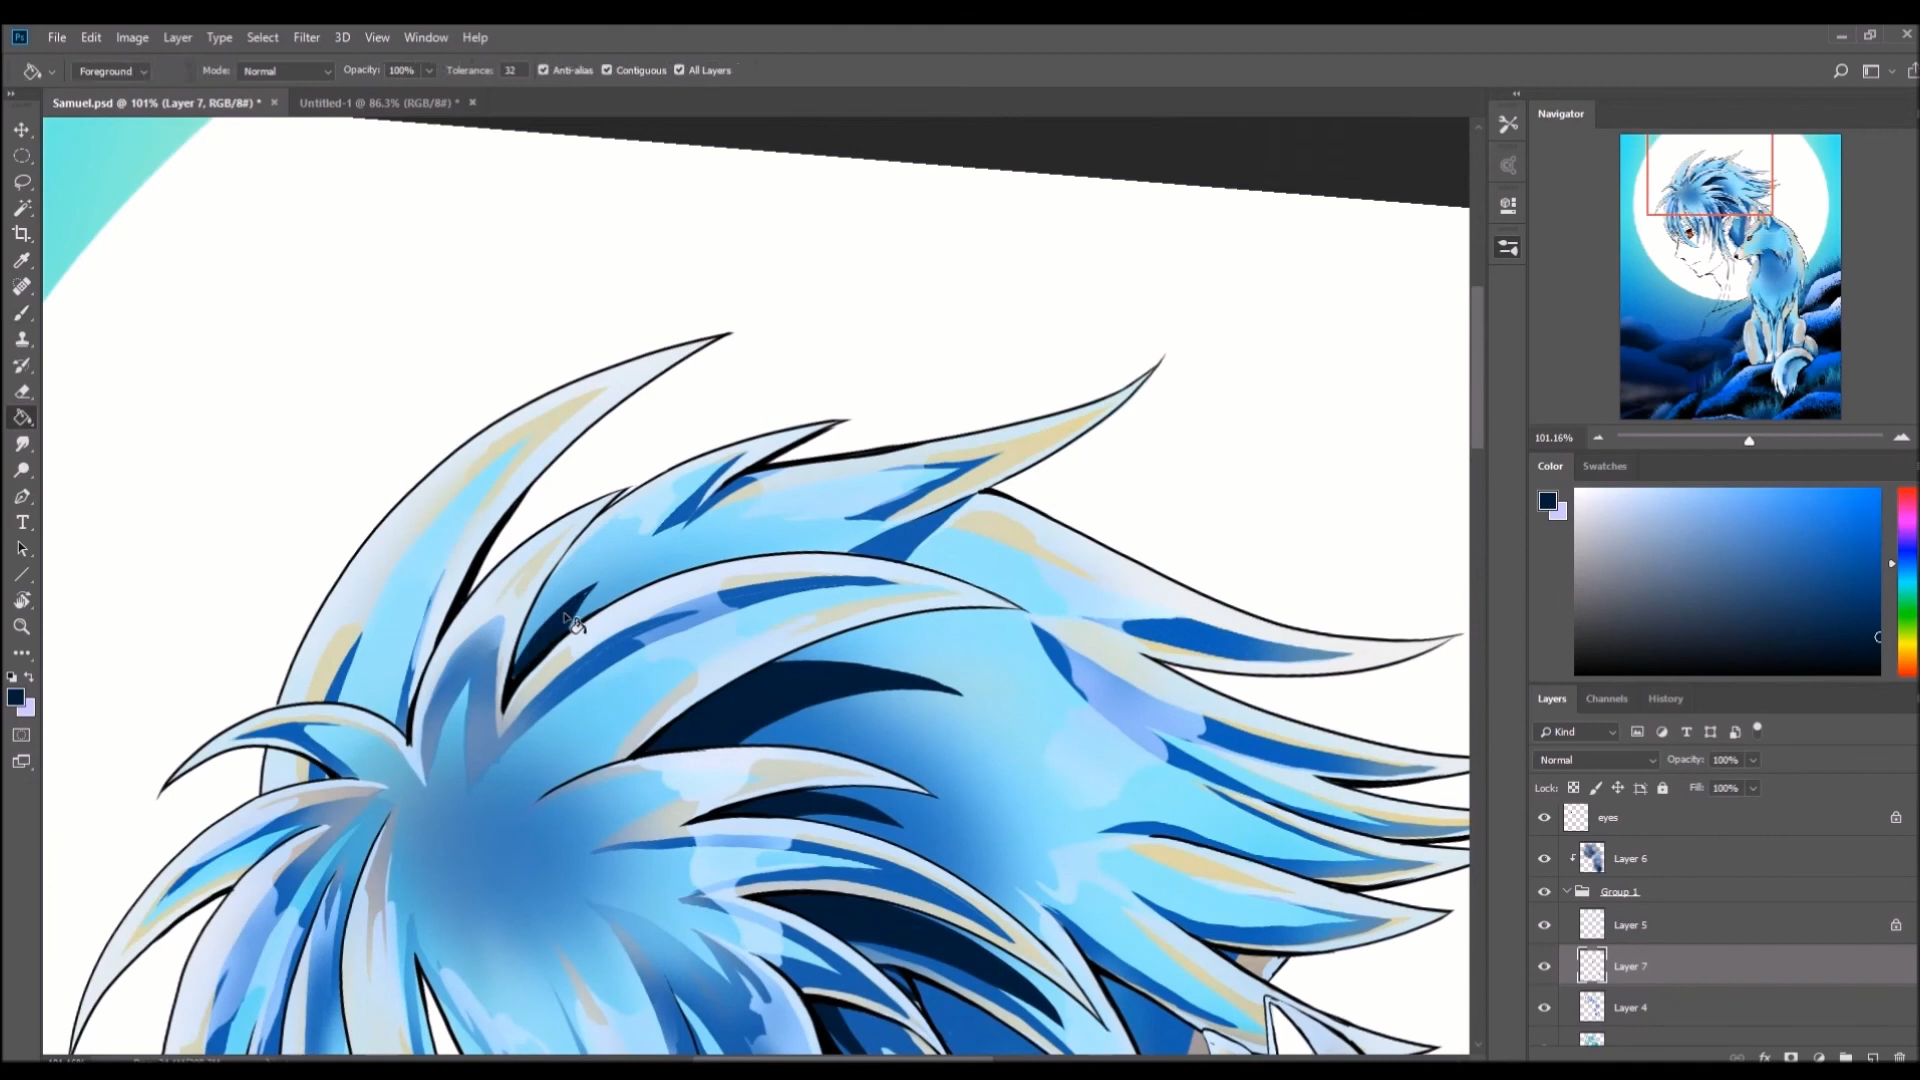 Ps File Edit Image Layer Type Select Filter 3D View Window Help
Foreground Mode: Normal Opacity: 100% Tolerance: 32 Anti-alias Contiguous All Layers
Samuel.psd @ 101% (Layer 7, RGB/8#) * Untitled-1 @ 86.3% (RGB/8#) *
Navigator
101.16%
Color Swatches
Layers Channels History
Kind
Normal Opacity: 100%
Lock: Fill: 100%
eyes
Layer 6
Group 1
Layer 5
Layer 7
Layer 4
fx